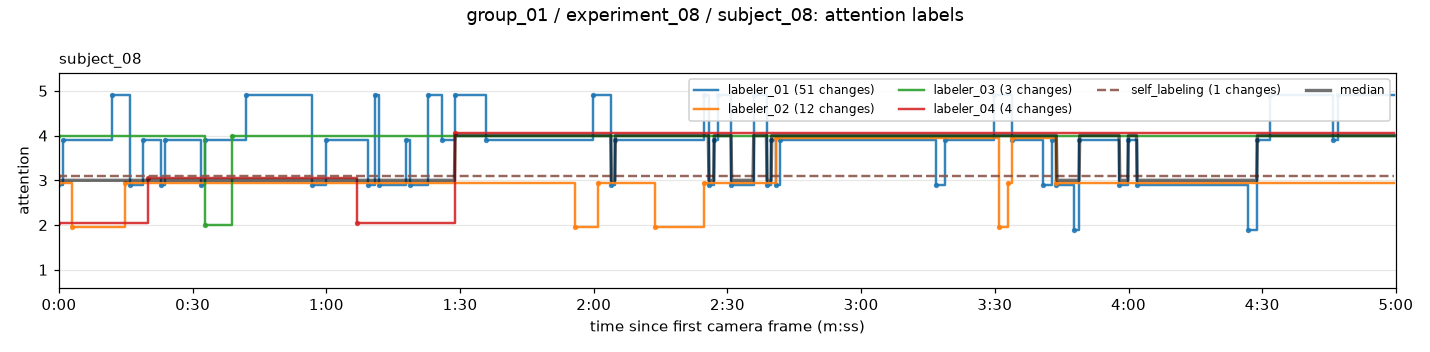 group_01 / experiment_08 / subject_08: attention labels
subject_08
labeler_01 (51 changes)
labeler_02 (12 changes)
labeler_03 (3 changes)
labeler_04 (4 changes)
self_labeling (1 changes)
median
attention
5
4
3
2
1
0:00 0:30 1:00 1:30 2:00 2:30 3:00 3:30 4:00 4:30 5:00
time since first camera frame (m:ss)